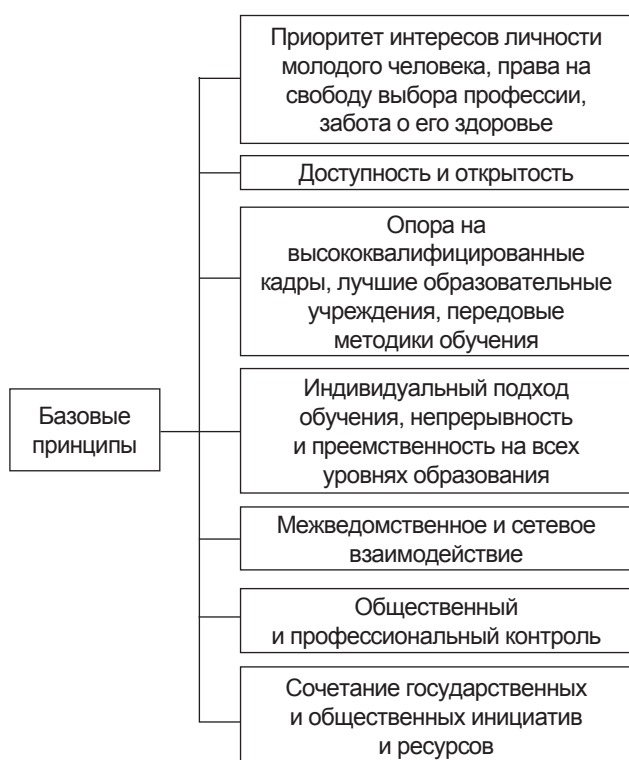 Приоритет интересов личности
молодого человека, права на
свободу выбора профессии,
забота о его здоровье
Доступность и открытость
Опора на
высококвалифицированные
кадры, лучшие образовательные
учреждения, передовые
методики обучения
Базовые
принципы
Индивидуальный подход
обучения, непрерывность
и преемственность на всех
уровнях образования
Межведомственное и сетевое
взаимодействие
Общественный
и профессиональный контроль
Сочетание государственных
и общественных инициатив
и ресурсов